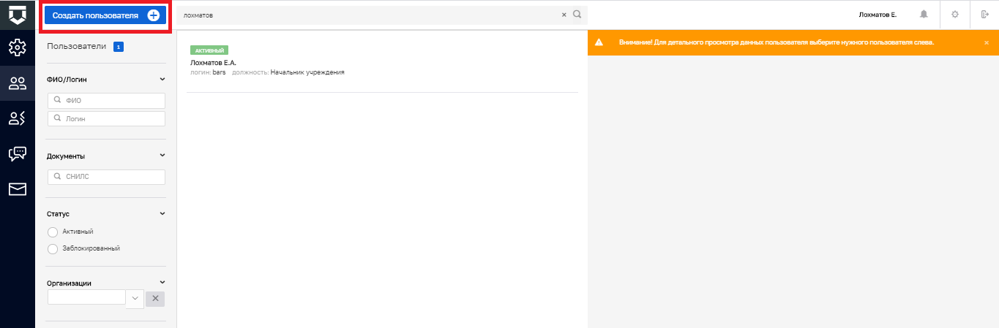 Создать пользователя
лохматов
Лохматов Е.
Пользователи 1
ФИО/Логин
ФИО
Логин
Документы
СНИЛС
Статус
Активный
Заблокированный
Организации
АКТИВНЫЙ
Лохматов Е.А.
логин: bars должность: Начальник учреждения
Внимание! Для детального просмотра данных пользователя выберите нужного пользователя слева.